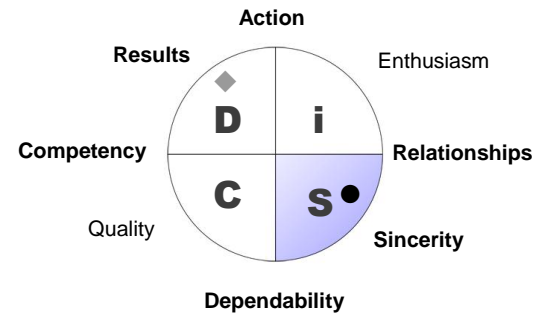 Action
Results
Enthusiasm
D i
Competency
Relationships
C S
Quality
Sincerity
Dependability